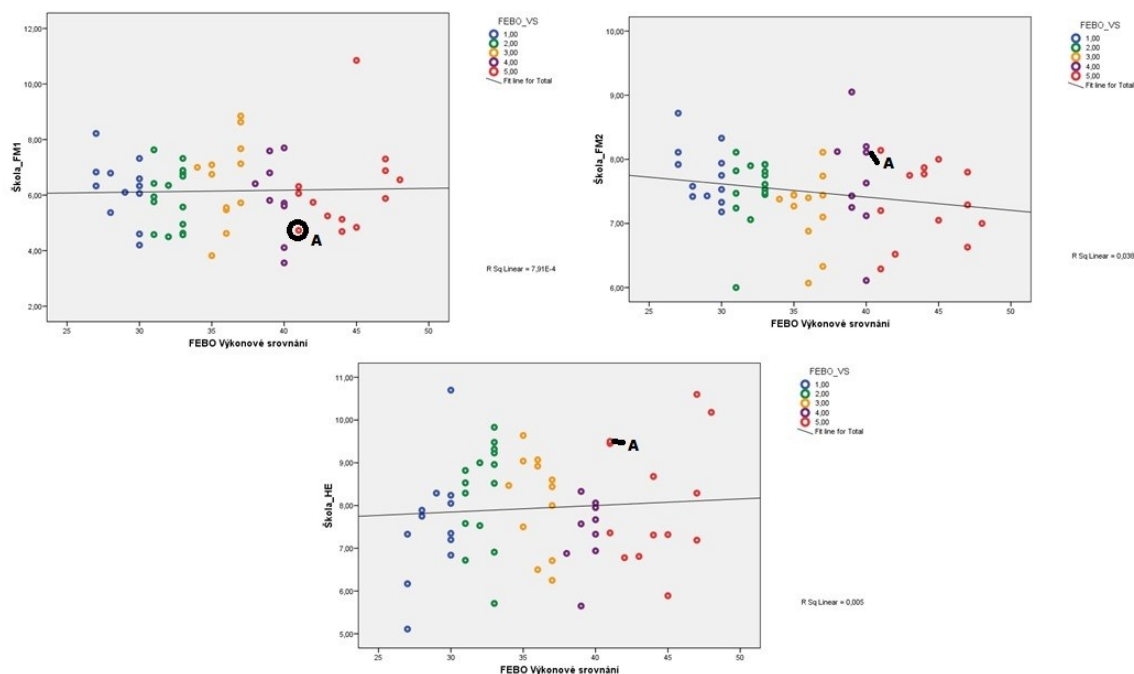 12,00
10,00
8,00
6,00
4,00
2,00
Škola_FM1
25 30 35 40 45 50
FEBO Výkonové srovnání
A
FEBO_VS
1,00
2,00
3,00
4,00
5,00
Fit line for Total
R Sq Linear = 7,91E-4
10,00
9,00
8,00
7,00
6,00
Škola_FM2
25 30 35 40 45 50
FEBO Výkonové srovnání
A
FEBO_VS
1,00
2,00
3,00
4,00
5,00
Fit line for Total
R Sq Linear = 0,038
11,00
10,00
9,00
8,00
7,00
6,00
5,00
Škola_HE
25 30 35 40 45 50
FEBO Výkonové srovnání
A
FEBO_VS
1,00
2,00
3,00
4,00
5,00
Fit line for Total
R Sq Linear = 0,005